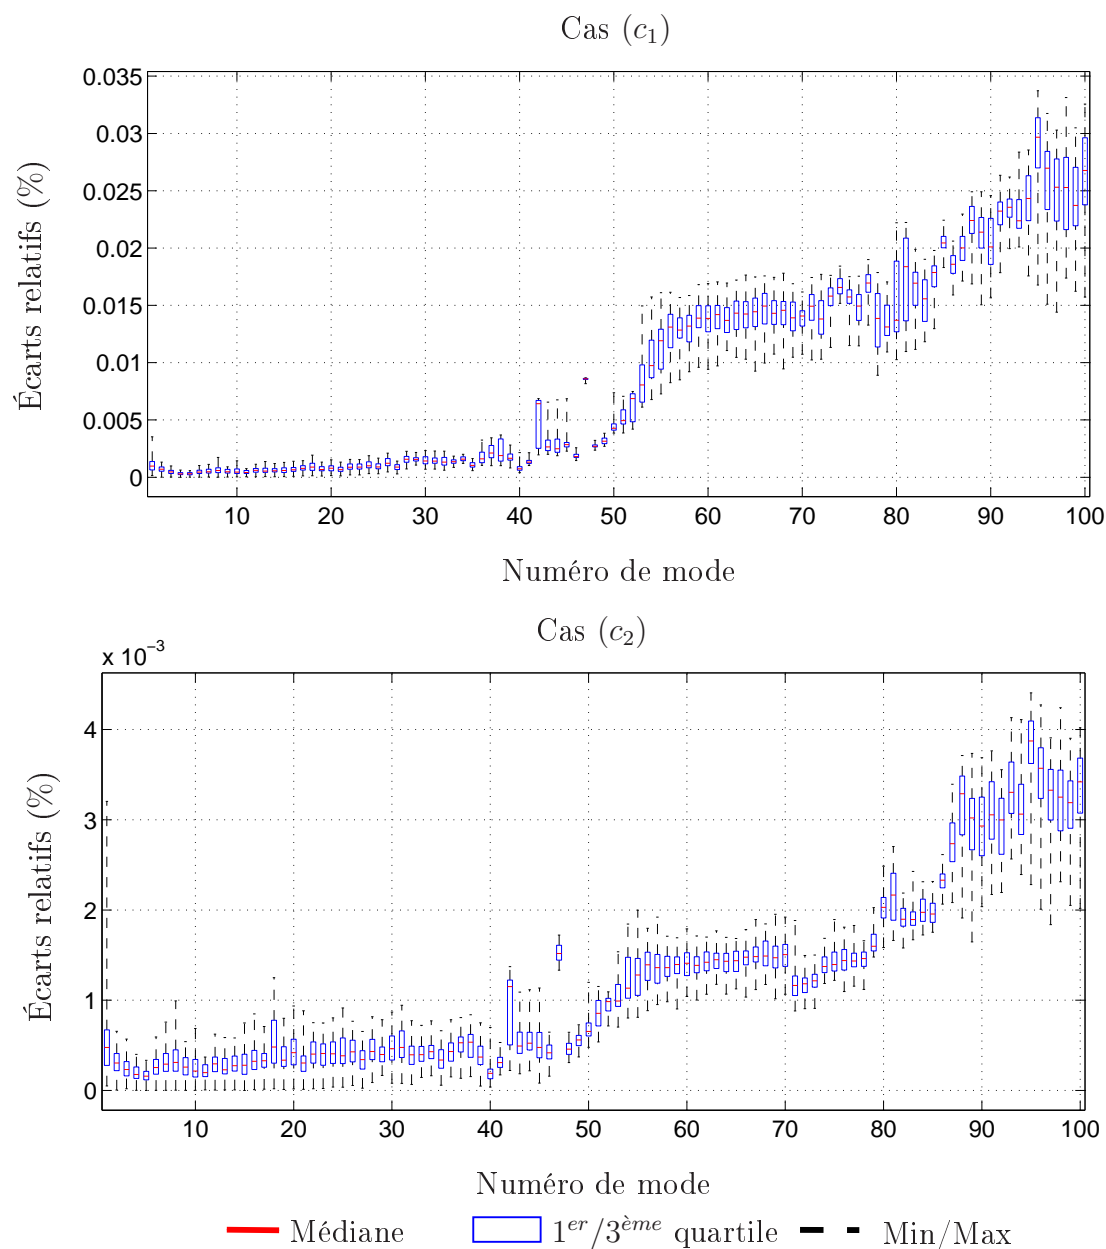 Cas (c₁)
0.035
0.03
0.025
0.02
0.015
0.01
0.005
0
Écarts relatifs (%)
10 20 30 40 50 60 70 80 90 100
Numéro de mode
Cas (c₂)
x 10⁻³
4
3
2
1
0
Écarts relatifs (%)
10 20 30 40 50 60 70 80 90 100
Numéro de mode
Médiane 1ᵉʳ/3ᵉ̀ᵐᵉ quartile Min/Max